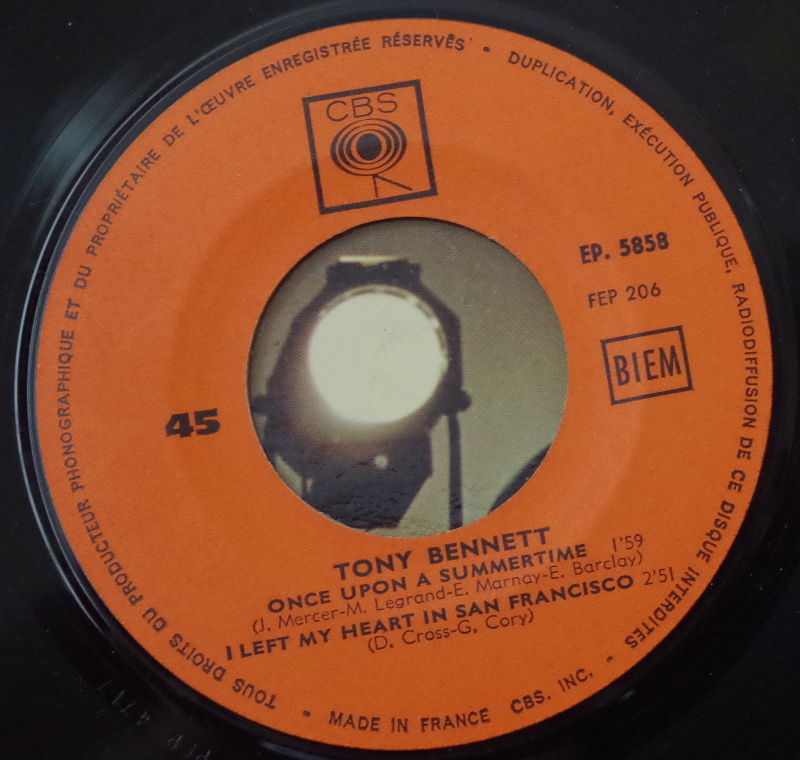 TOUS DROITS DU PRODUCTEUR PHONOGRAPHIQUE ET DU PROPRIÉTAIRE DE L'ŒUVRE ENREGISTRÉE RÉSERVÉS • DUPLICATION, EXÉCUTION PUBLIQUE, RADIODIFFUSION DE CE DISQUE INTERDITES •
CBS
EP. 5858
FEP 206
BIEM
45
TONY BENNETT
ONCE UPON A SUMMERTIME 1'59
(J. Mercer-M. Legrand-E. Marnay-E. Barclay)
I LEFT MY HEART IN SAN FRANCISCO 2'51
(D. Cross-G. Cory)
• MADE IN FRANCE CBS. INC. •